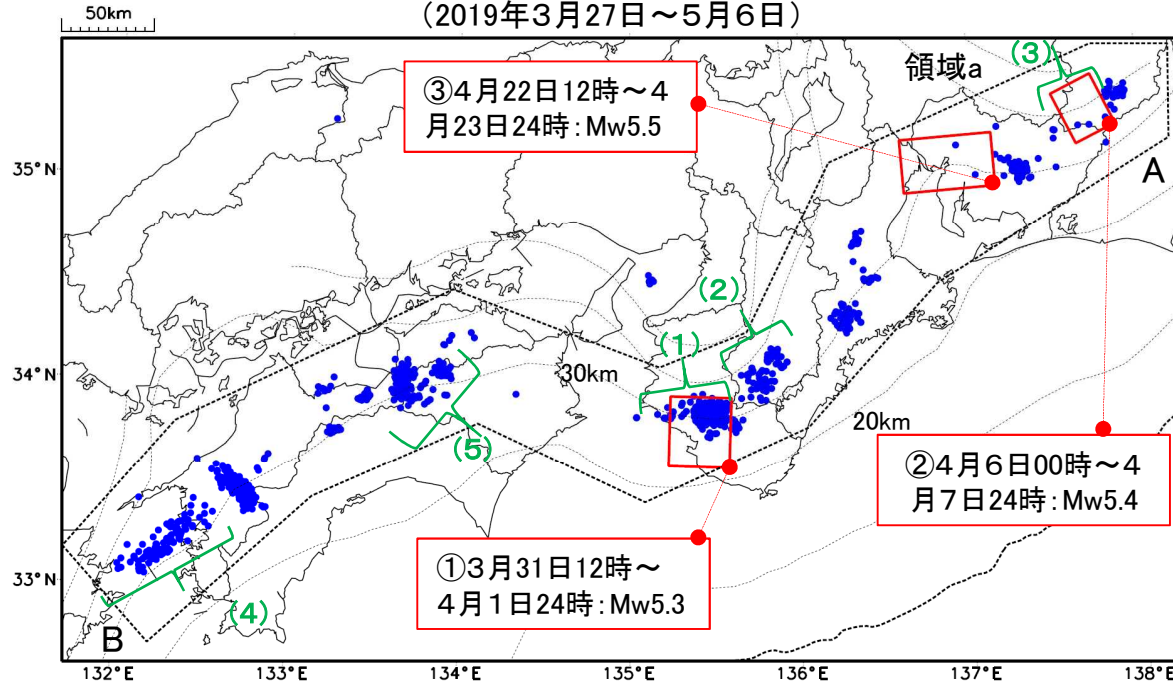 (2019年3月27日～5月6日)
50km
領域a
(3)
③4月22日12時～4
月23日24時:Mw5.5
35°N
A
(2)
(1)
34°N
30km
20km
(5)
②4月6日00時～4
月7日24時:Mw5.4
①3月31日12時～
4月1日24時:Mw5.3
33°N
(4)
B
132°E
133°E
134°E
135°E
136°E
137°E
138°E